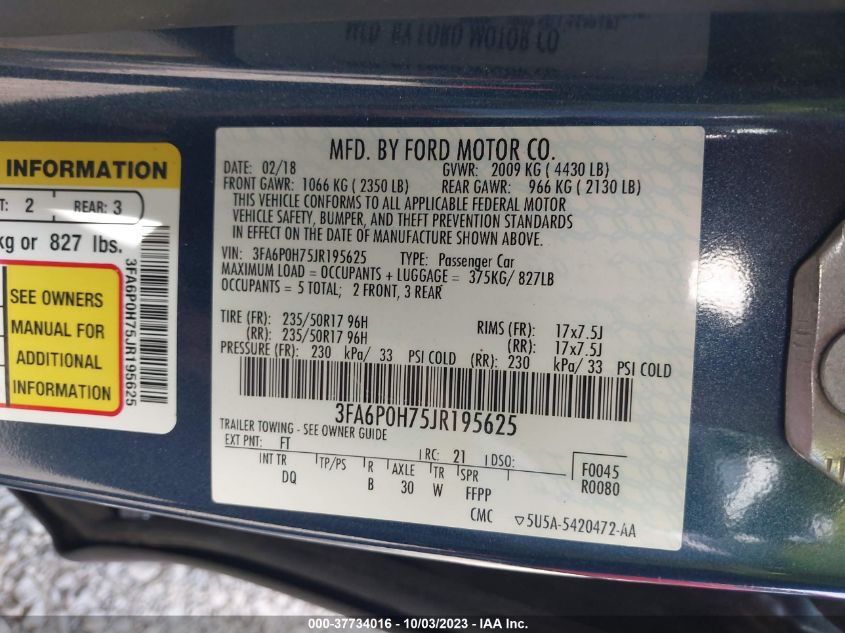 MFD. BY FORD MOTOR CO
INFORMATION
T: 2 REAR: 3
kg or 827 lbs.
SEE OWNERS
MANUAL FOR
ADDITIONAL
INFORMATION
3FA6P0H75JR195625
MFD. BY FORD MOTOR CO.
DATE: 02/18 GVWR: 2009 KG ( 4430 LB)
FRONT GAWR: 1066 KG ( 2350 LB) REAR GAWR: 966 KG ( 2130 LB)
THIS VEHICLE CONFORMS TO ALL APPLICABLE FEDERAL MOTOR
VEHICLE SAFETY, BUMPER, AND THEFT PREVENTION STANDARDS
IN EFFECT ON THE DATE OF MANUFACTURE SHOWN ABOVE.
VIN: 3FA6P0H75JR195625 TYPE: Passenger Car
MAXIMUM LOAD = OCCUPANTS + LUGGAGE = 375KG/ 827LB
OCCUPANTS = 5 TOTAL; 2 FRONT, 3 REAR
TIRE (FR): 235/50R17 96H RIMS (FR): 17x7.5J
(RR): 235/50R17 96H (RR): 17x7.5J
PRESSURE (FR): 230 kPa/ 33 PSI COLD (RR): 230 kPa/ 33 PSI COLD
3FA6P0H75JR195625
TRAILER TOWING - SEE OWNER GUIDE
EXT PNT: FT RC: 21 DSO: F0045
INT TR TP/PS R AXLE TR SPR R0080
DQ B 30 W FFPP
CMC ▽5U5A-5420472-AA
000-37734016 - 10/03/2023 - IAA Inc.